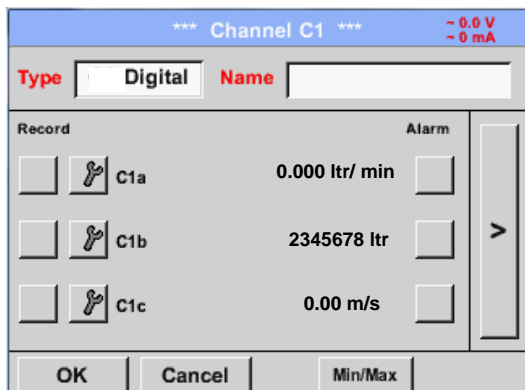 *** Channel C1 *** ~ 0.0 V
~ 0 mA
Type Digital Name
Record Alarm
C1a 0.000 ltr/ min
C1b 2345678 ltr
>
C1c 0.00 m/s
OK Cancel Min/Max